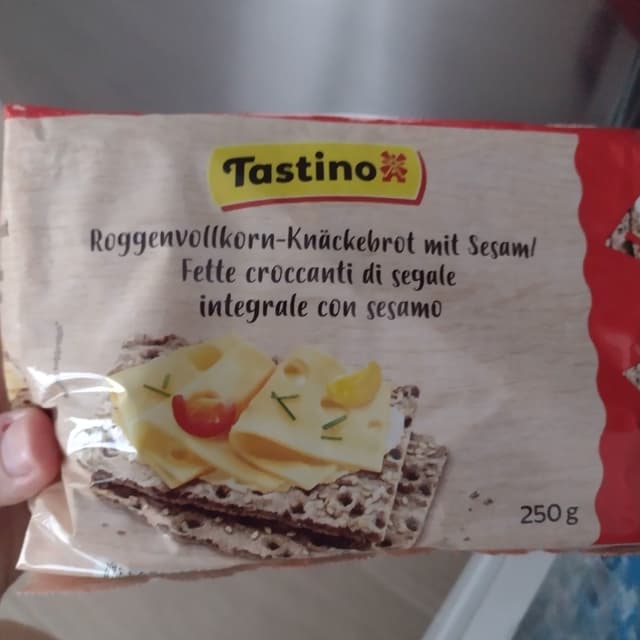 Tastino
Roggenvollkorn-Knäckebrot mit Sesam/
Fette croccanti di segale
integrale con sesamo
250 g